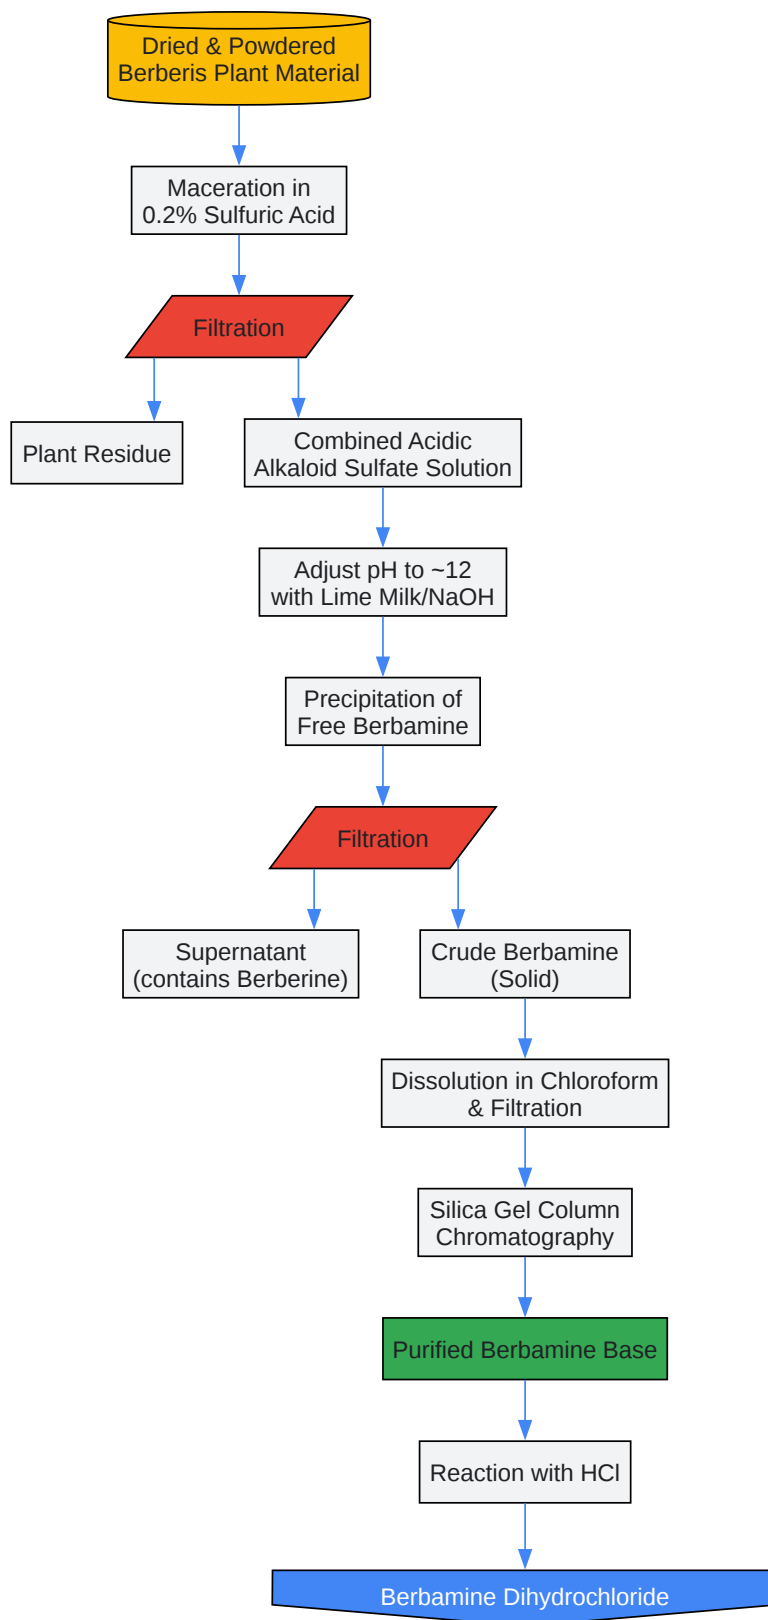 Dried & Powdered
Berberis Plant Material
Maceration in
0.2% Sulfuric Acid
Filtration
Plant Residue
Combined Acidic
Alkaloid Sulfate Solution
Adjust pH to ~12
with Lime Milk/NaOH
Precipitation of
Free Berbamine
Filtration
Supernatant
(contains Berberine)
Crude Berbamine
(Solid)
Dissolution in Chloroform
& Filtration
Silica Gel Column
Chromatography
Purified Berbamine Base
Reaction with HCl
Berbamine Dihydrochloride